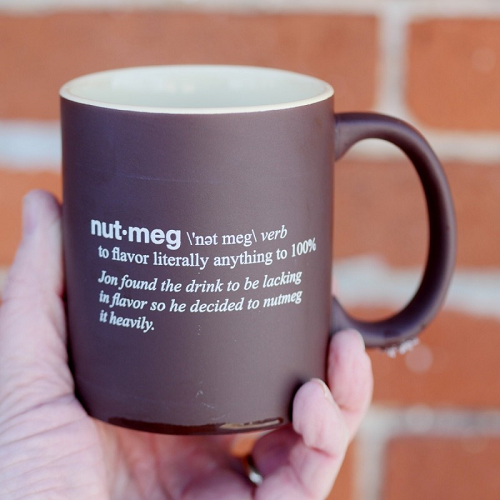 nut·meg \'nət meg\ verb
to flavor literally anything to 100%
Jon found the drink to be lacking
in flavor so he decided to nutmeg
it heavily.